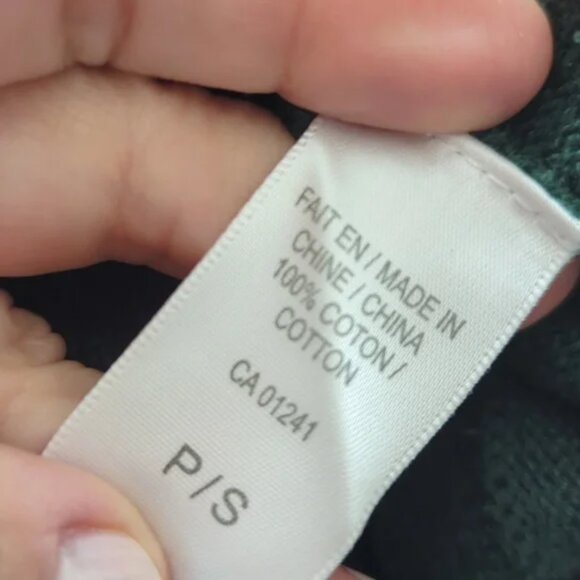 FAIT EN / MADE IN
CHINE / CHINA
100% COTON /
COTTON
CA 01241
P / S